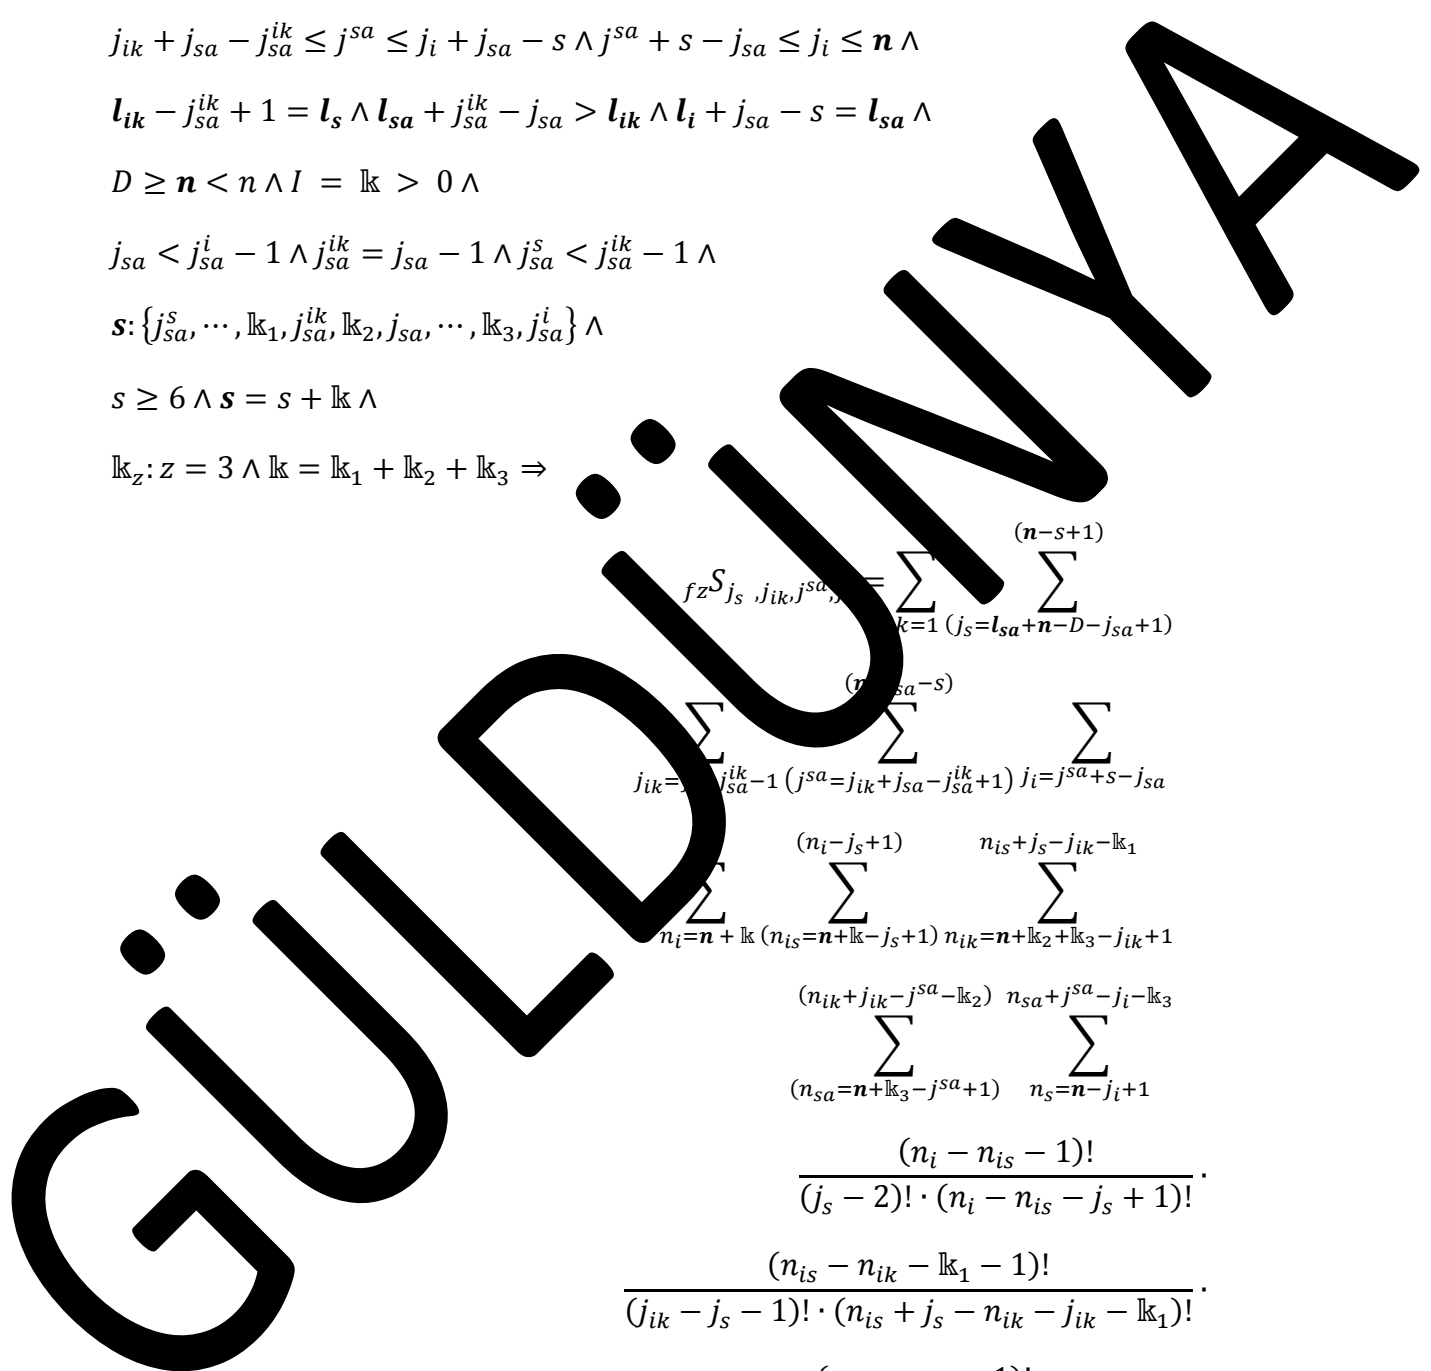 j_{ik} + j_{sa} − j_{sa}^{ik} ≤ j^{sa} ≤ j_i + j_{sa} − s ∧ j^{sa} + s − j_{sa} ≤ j_i ≤ 𝒏 ∧
𝒍_{𝒊𝒌} − j_{sa}^{ik} + 1 = 𝒍_𝒔 ∧ 𝒍_{𝒔𝒂} + j_{sa}^{ik} − j_{sa} > 𝒍_{𝒊𝒌} ∧ 𝒍_𝒊 + j_{sa} − s = 𝒍_{𝒔𝒂} ∧
D ≥ 𝒏 < n ∧ I = 𝕜 > 0 ∧
j_{sa} < j_{sa}^{i} − 1 ∧ j_{sa}^{ik} = j_{sa} − 1 ∧ j_{sa}^{s} < j_{sa}^{ik} − 1 ∧
𝒔: {j_{sa}^{s}, ⋯, 𝕜_1, j_{sa}^{ik}, 𝕜_2, j_{sa}, ⋯, 𝕜_3, j_{sa}^{i}} ∧
s ≥ 6 ∧ 𝒔 = s + 𝕜 ∧
𝕜_z: z = 3 ∧ 𝕜 = 𝕜_1 + 𝕜_2 + 𝕜_3 ⇒
GÜLDÜNYA
(𝒏−s+1)
_{fz}S_{j_s ,j_{ik},j^{sa},} = ∑ ∑
k=1 (j_s=𝒍_{𝒔𝒂}+𝒏−D−j_{sa}+1)
∑ ∑ ∑
j_{sa}^{ik}−1 (j^{sa}=j_{ik}+j_{sa}−j_{sa}^{ik}+1) j_i=j^{sa}+s−j_{sa}
(n_i−j_s+1) n_{is}+j_s−j_{ik}−𝕜_1
∑ ∑ ∑
n_i=𝒏+𝕜 (n_{is}=𝒏+𝕜−j_s+1) n_{ik}=𝒏+𝕜_2+𝕜_3−j_{ik}+1
(n_{ik}+j_{ik}−j^{sa}−𝕜_2) n_{sa}+j^{sa}−j_i−𝕜_3
∑ ∑
(n_{sa}=𝒏+𝕜_3−j^{sa}+1) n_s=𝒏−j_i+1
(n_i − n_{is} − 1)!
(j_s − 2)! · (n_i − n_{is} − j_s + 1)! ·
(n_{is} − n_{ik} − 𝕜_1 − 1)!
(j_{ik} − j_s − 1)! · (n_{is} + j_s − n_{ik} − j_{ik} − 𝕜_1)! ·